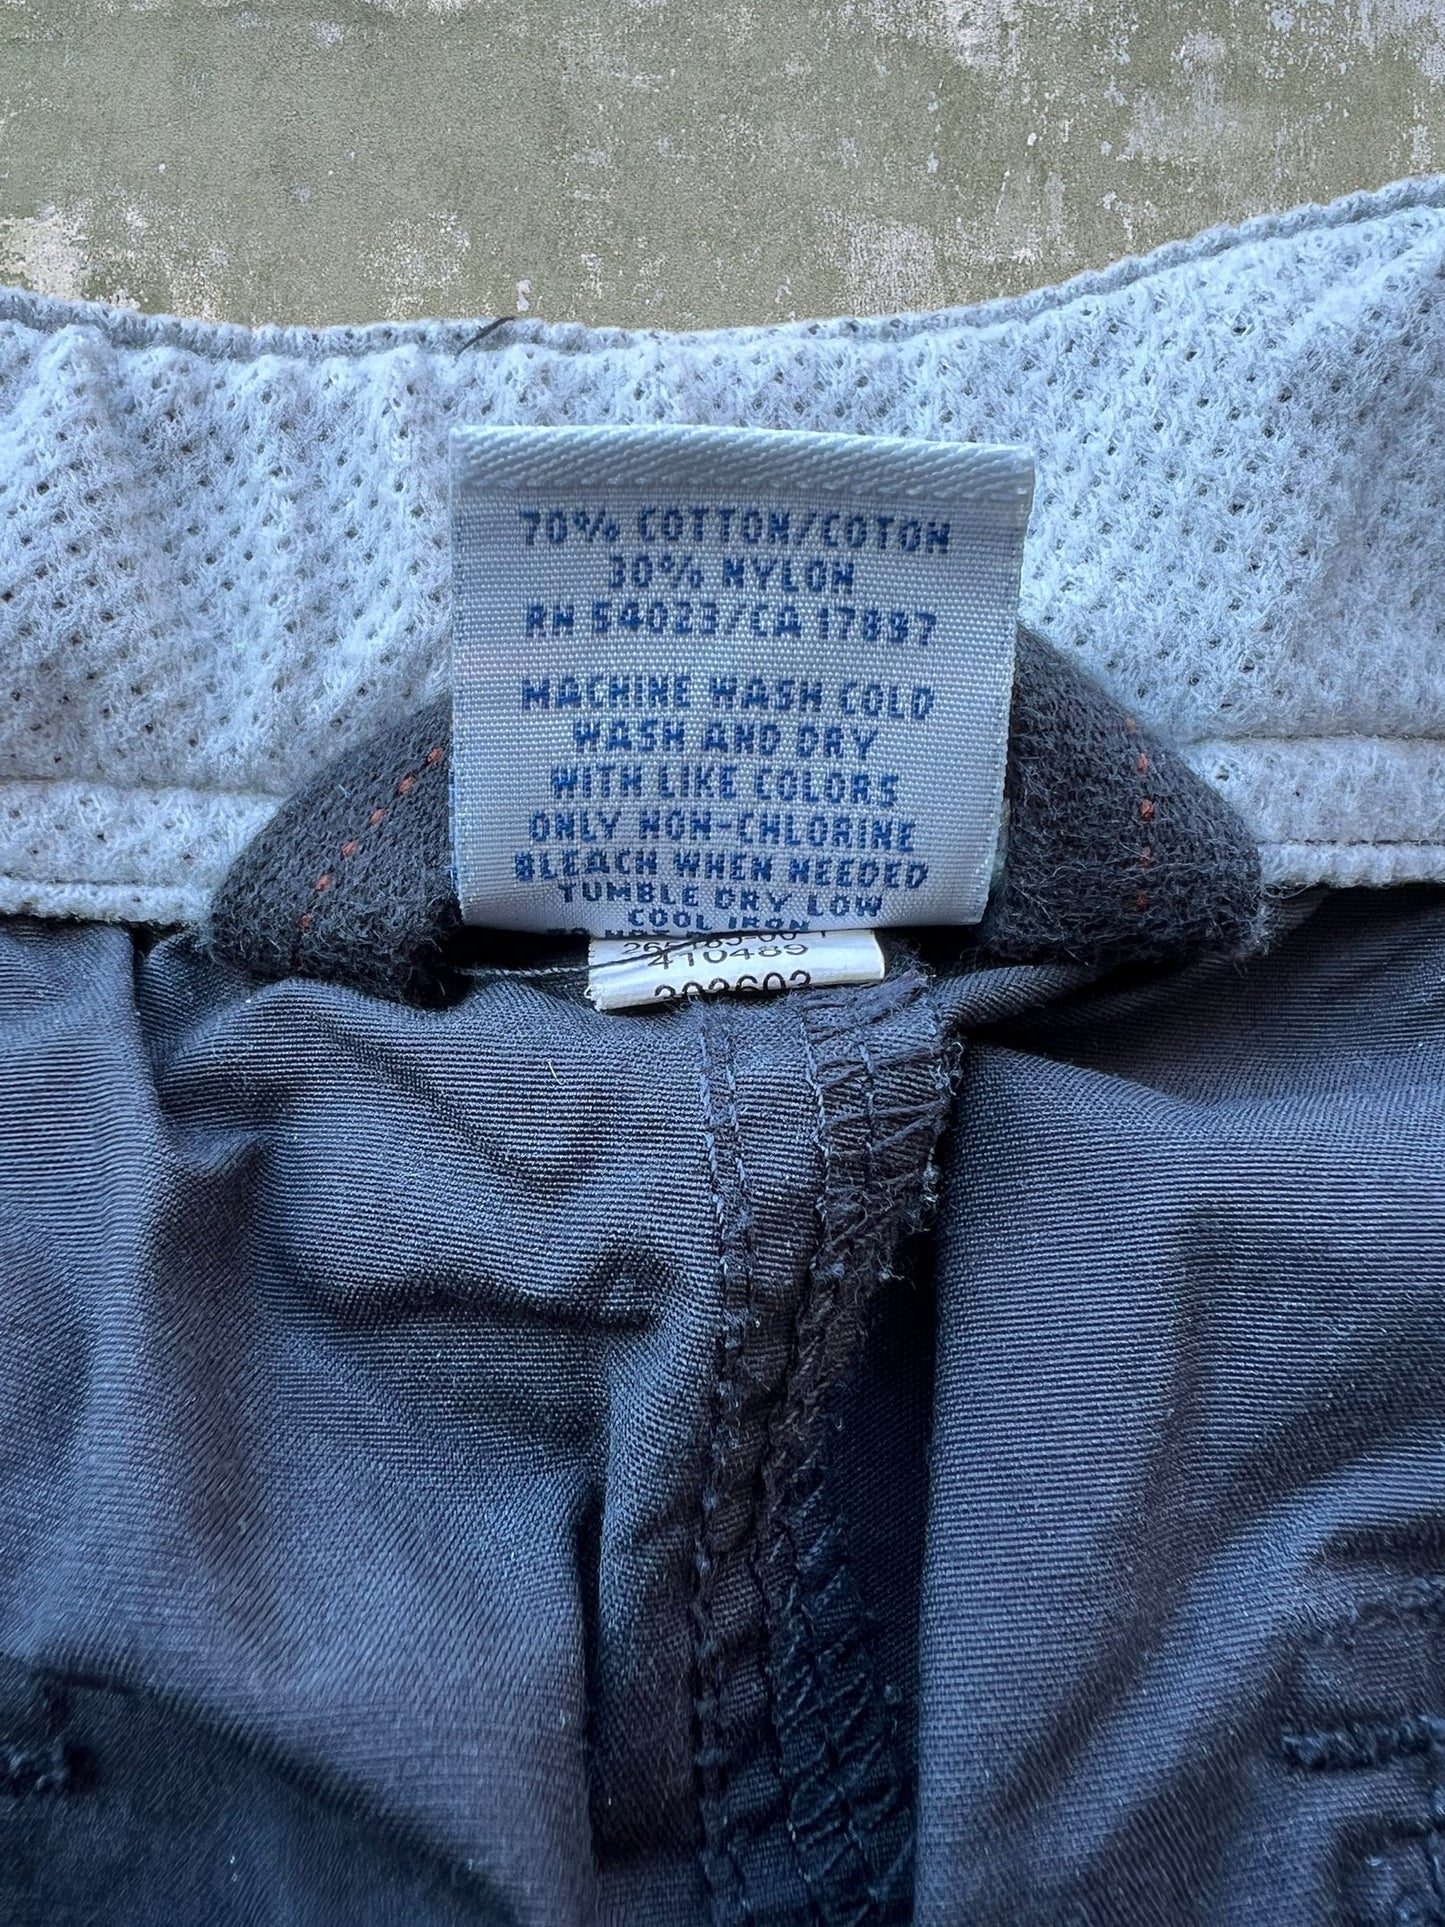 70% COTTON/COTON
30% NYLON
RN 54023/CA 17897
MACHINE WASH COLD
WASH AND DRY
WITH LIKE COLORS
ONLY NON-CHLORINE
BLEACH WHEN NEEDED
TUMBLE DRY LOW
COOL IRON
410489